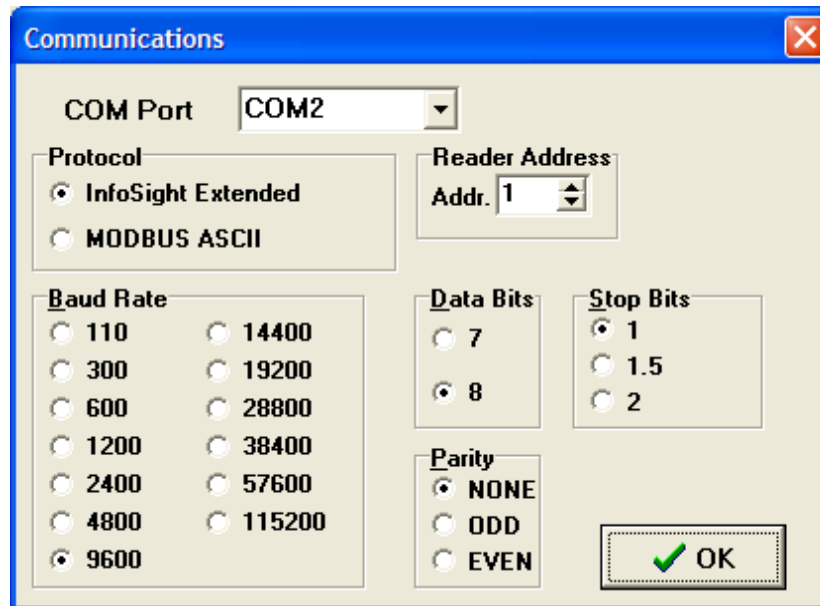 Communications
COM Port COM2
Protocol
InfoSight Extended
MODBUS ASCII
Reader Address
Addr. 1
Baud Rate
110 14400
300 19200
600 28800
1200 38400
2400 57600
4800 115200
9600
Data Bits
7
8
Stop Bits
1
1.5
2
Parity
NONE
ODD
EVEN
OK